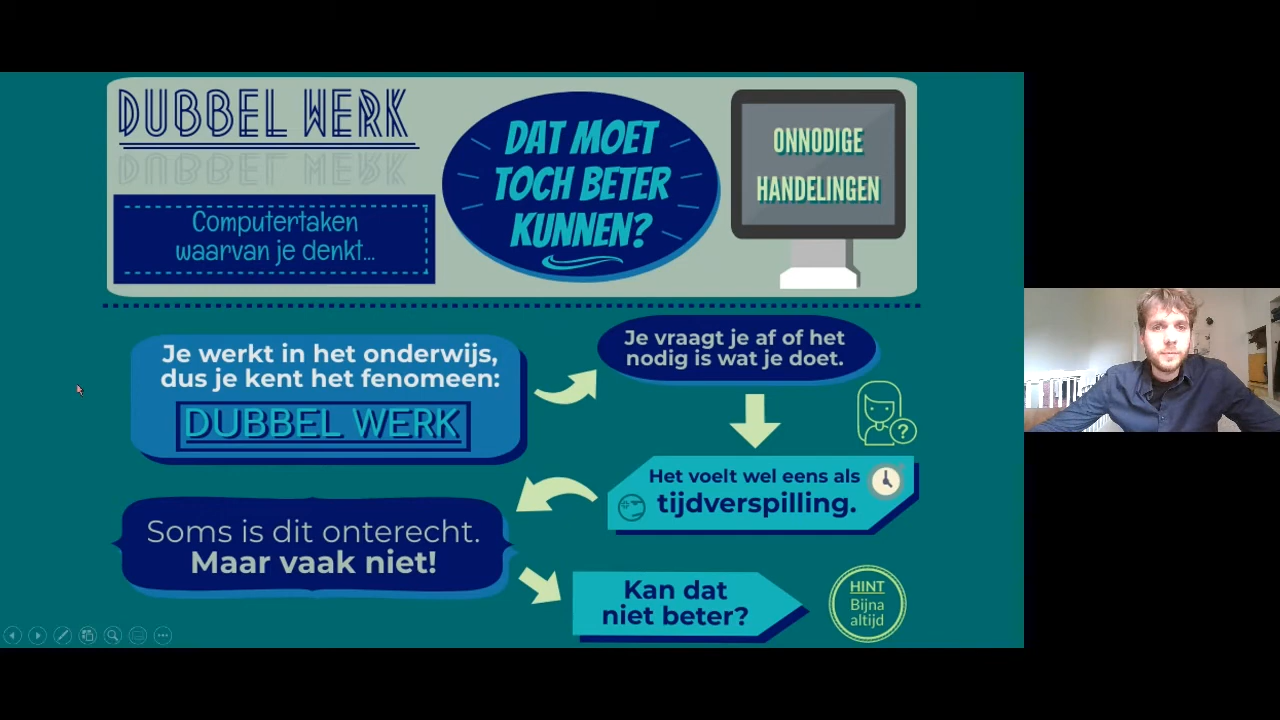 DUBBEL WERK
Computertaken
waarvan je denkt...
DAT MOET
TOCH BETER
KUNNEN?
ONNODIGE
HANDELINGEN
Je werkt in het onderwijs,
dus je kent het fenomeen:
DUBBEL WERK
Je vraagt je af of het
nodig is wat je doet.
?
Het voelt wel eens als
tijdverspilling.
Soms is dit onterecht.
Maar vaak niet!
Kan dat
niet beter?
HINT
Bijna
altijd